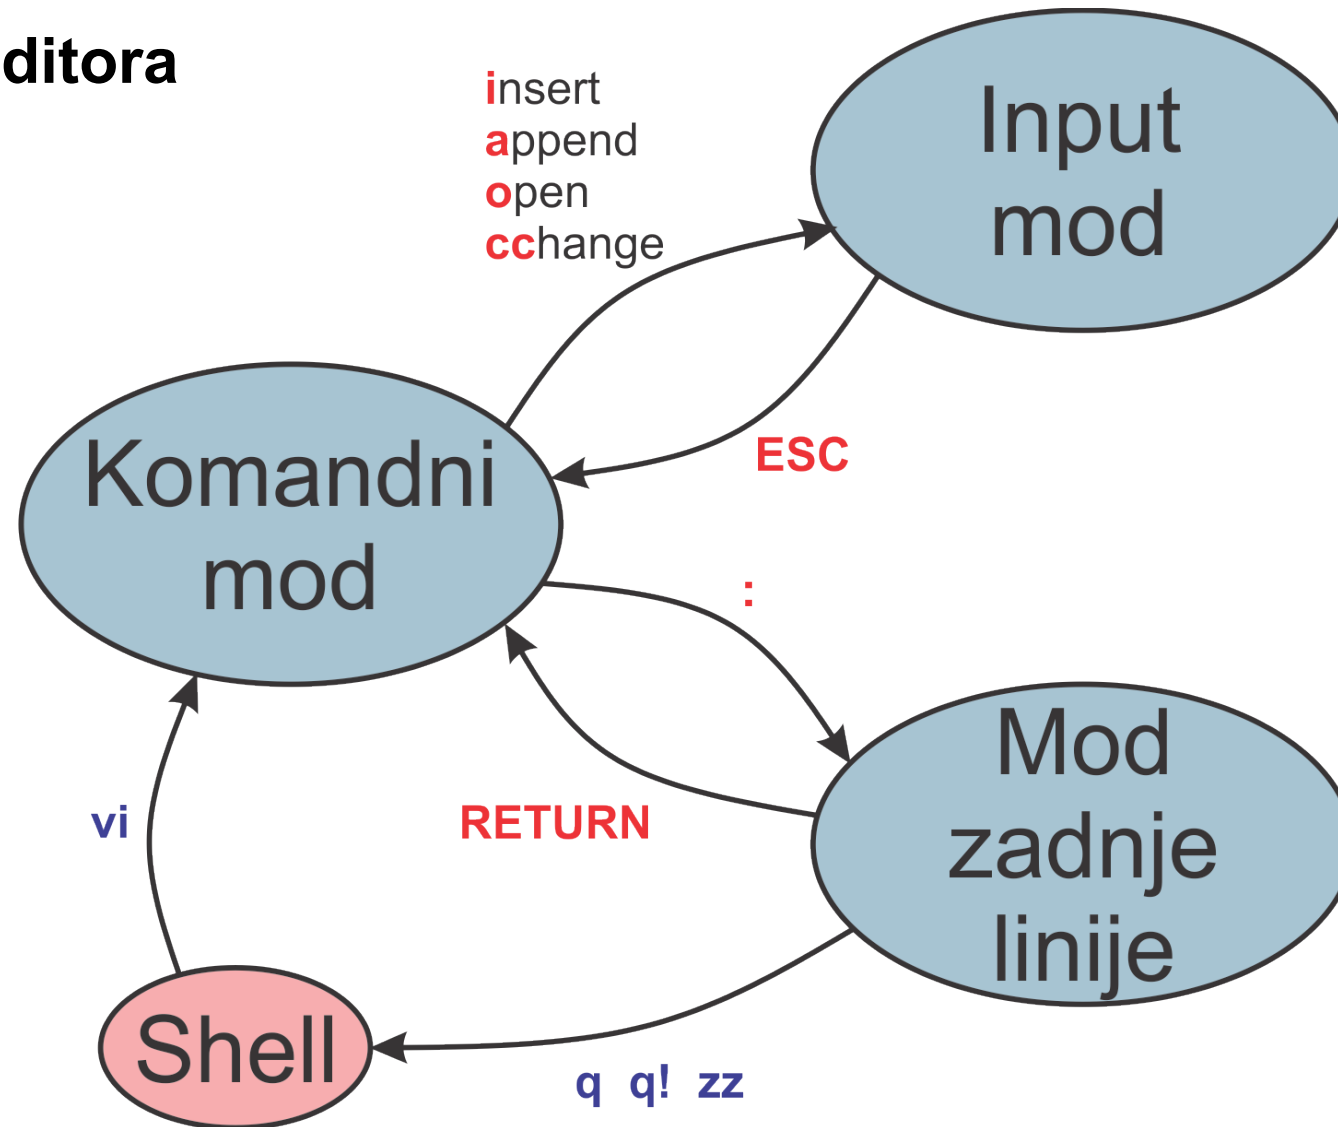 ditora
insert
append
open
cchange
Input
mod
ESC
Komandni
mod
:
Mod
zadnje
linije
vi
RETURN
Shell
q q! zz